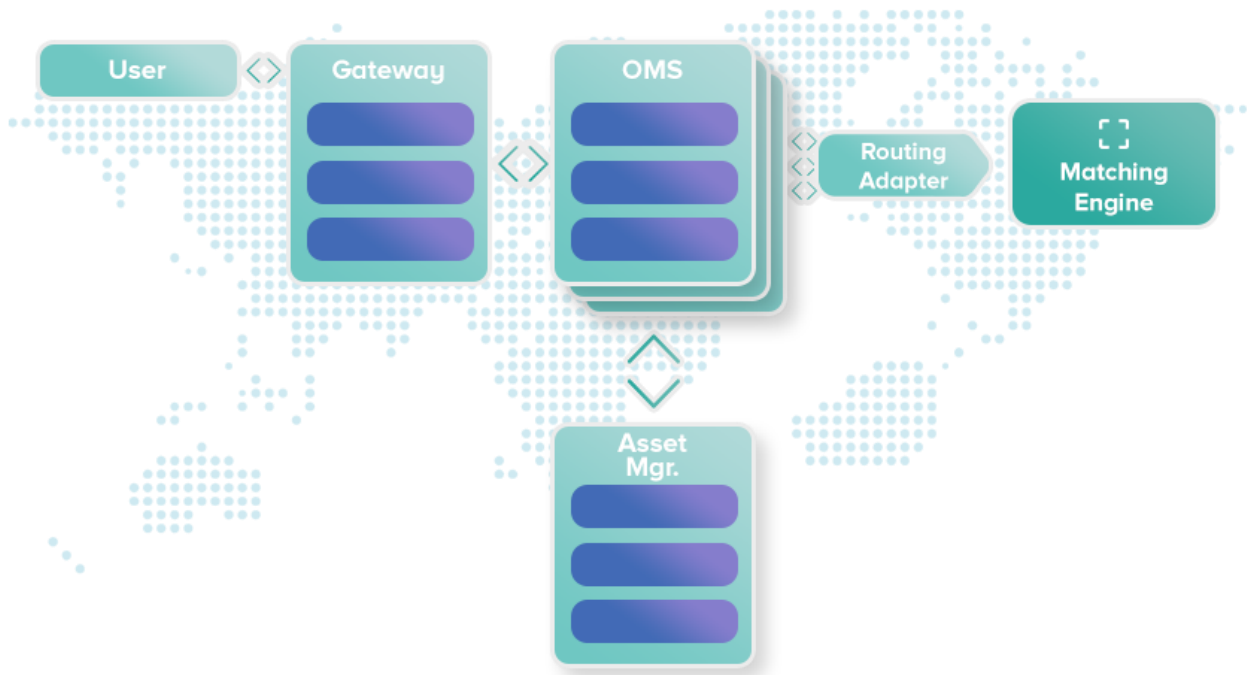 User
Gateway
OMS
Routing
Adapter
Matching
Engine
Asset
Mgr.